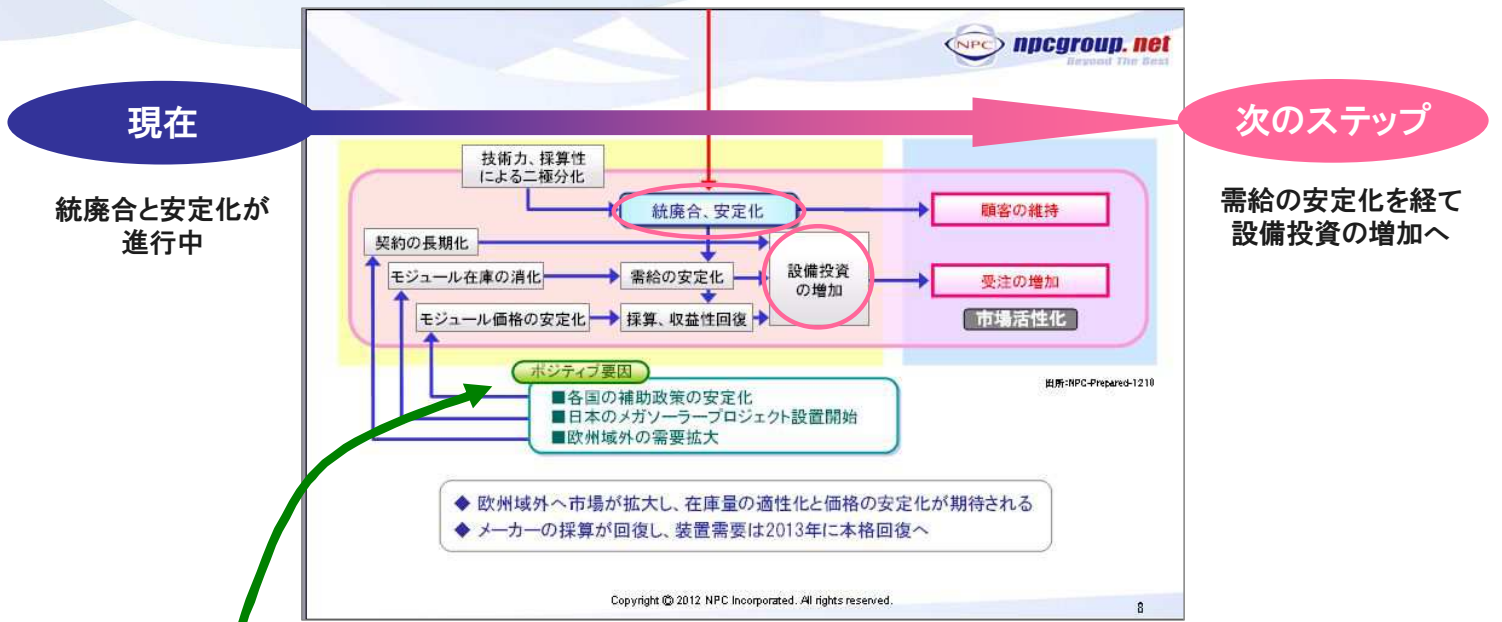 NPC npcgroup.net
Beyond The Best
現在
次のステップ
統廃合と安定化が
進行中
需給の安定化を経て
設備投資の増加へ
技術力、採算性
による二極分化
統廃合、安定化
顧客の維持
契約の長期化
モジュール在庫の消化
需給の安定化
設備投資
の増加
受注の増加
モジュール価格の安定化
採算、収益性回復
市場活性化
ポジティブ要因
■各国の補助政策の安定化
■日本のメガソーラープロジェクト設置開始
■欧州域外の需要拡大
出所:NPC-Prepared-1210
◆ 欧州域外へ市場が拡大し、在庫量の適性化と価格の安定化が期待される
◆ メーカーの採算が回復し、装置需要は2013年に本格回復へ
Copyright © 2012 NPC Incorporated. All rights reserved.
8